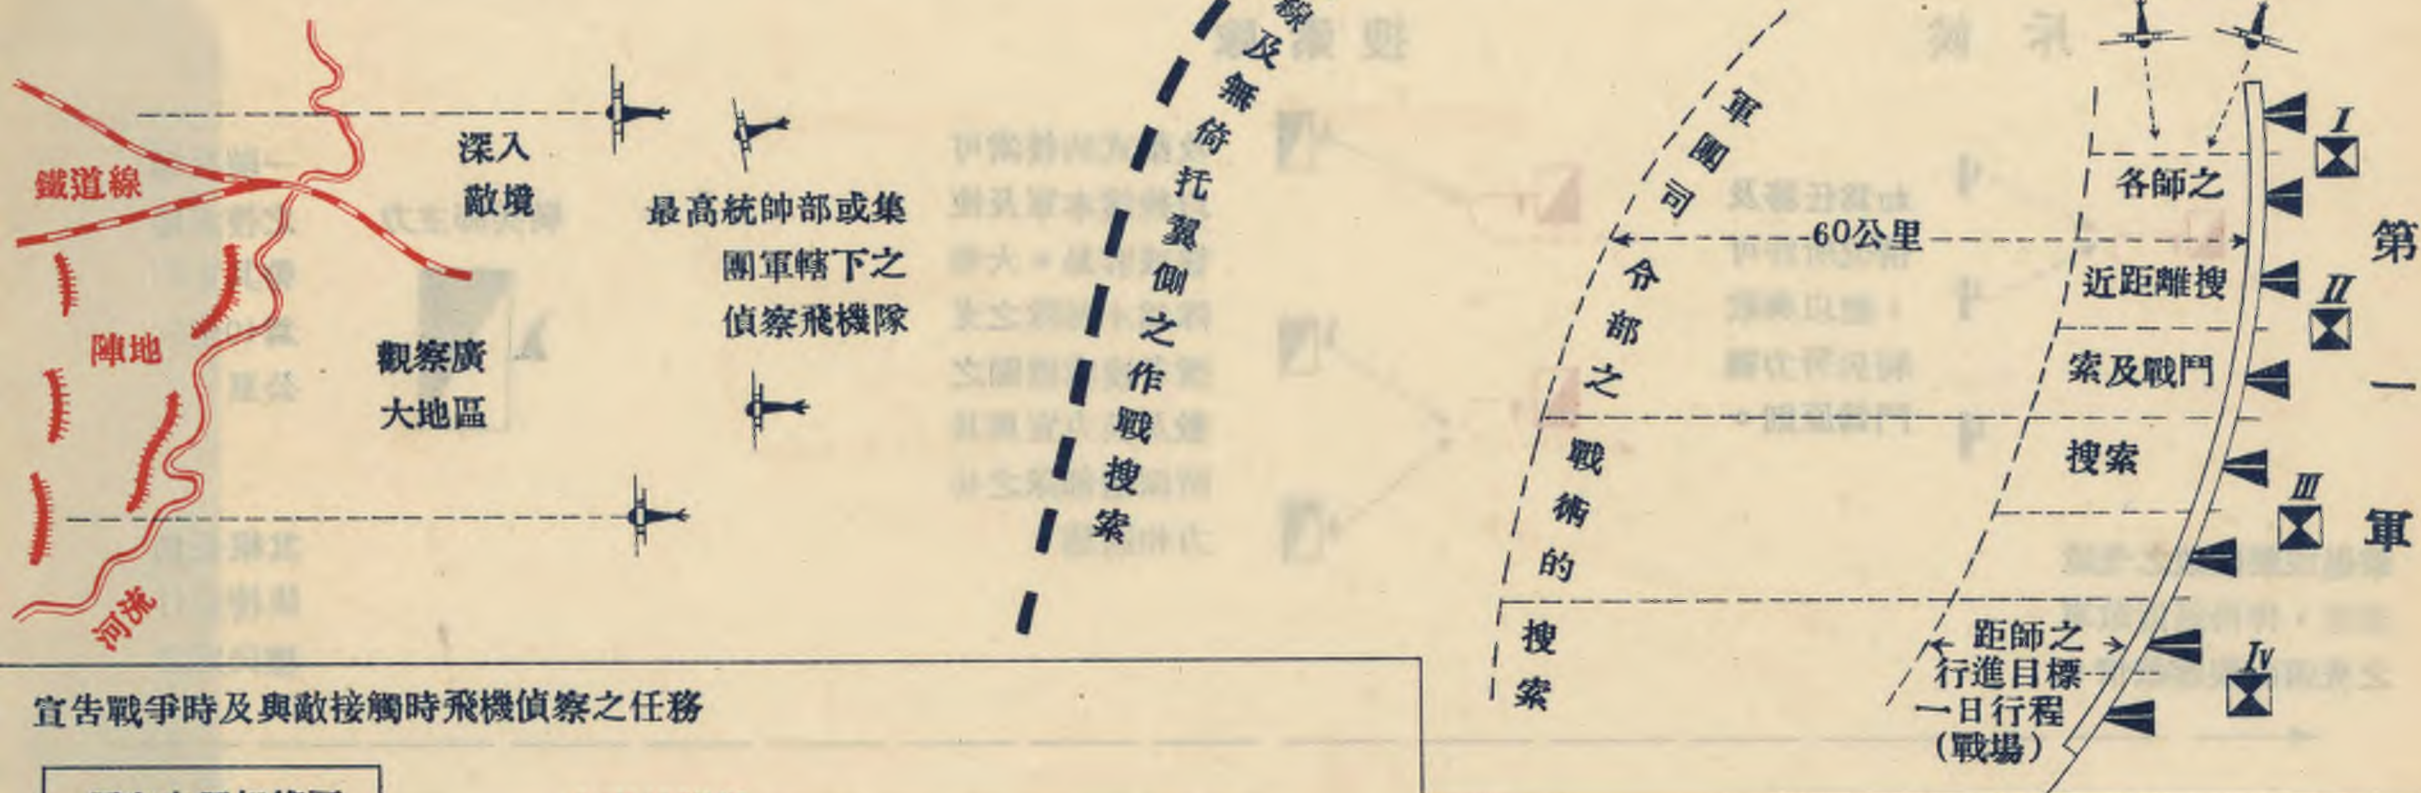 鐵道線
陣地
河流
深入
敵境
觀察廣
大地區
最高統帥部或集
團軍轄下之
偵察飛機隊
線及無倚托翼側之作戰搜索
軍團司令部之戰術的搜索
60公里
各師之
近距離搜
索及戰鬥
搜索
距師之
行進目標
一日行程
(戰場)
I
II
III
IV
第一軍
宣告戰爭時及與敵接觸時飛機偵察之任務